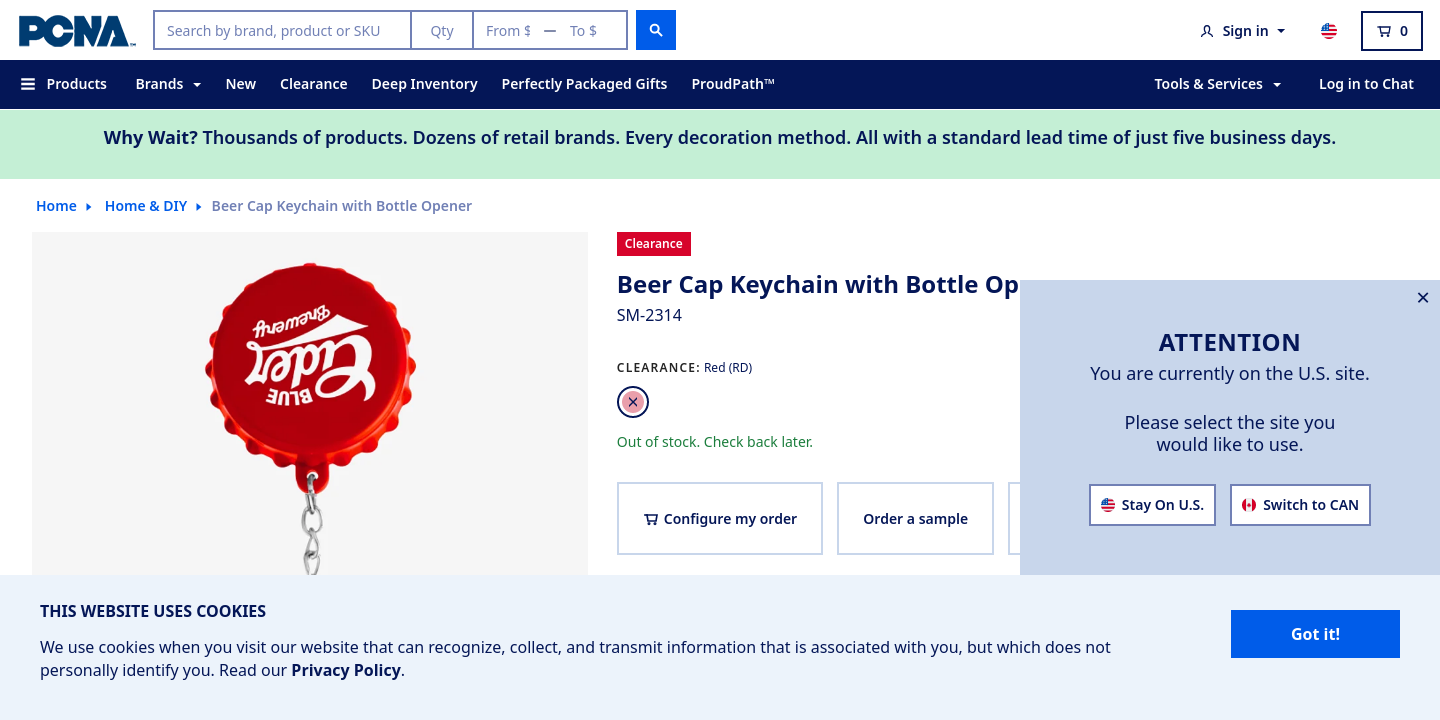 PCNA™
Search by brand, product or SKU
Qty
From $ — To $
Sign in
0
Products
Brands
New
Clearance
Deep Inventory
Perfectly Packaged Gifts
ProudPath™
Tools & Services
Log in to Chat
Why Wait? Thousands of products. Dozens of retail brands. Every decoration method. All with a standard lead time of just five business days.
Home
Home & DIY
Beer Cap Keychain with Bottle Opener
BLUE
Cider
Brewery
Clearance
Beer Cap Keychain with Bottle Op
SM-2314
CLEARANCE: Red (RD)
Out of stock. Check back later.
Configure my order
Order a sample
ATTENTION
You are currently on the U.S. site.
Please select the site you
would like to use.
Stay On U.S.
Switch to CAN
THIS WEBSITE USES COOKIES
We use cookies when you visit our website that can recognize, collect, and transmit information that is associated with you, but which does not
personally identify you. Read our Privacy Policy.
Got it!